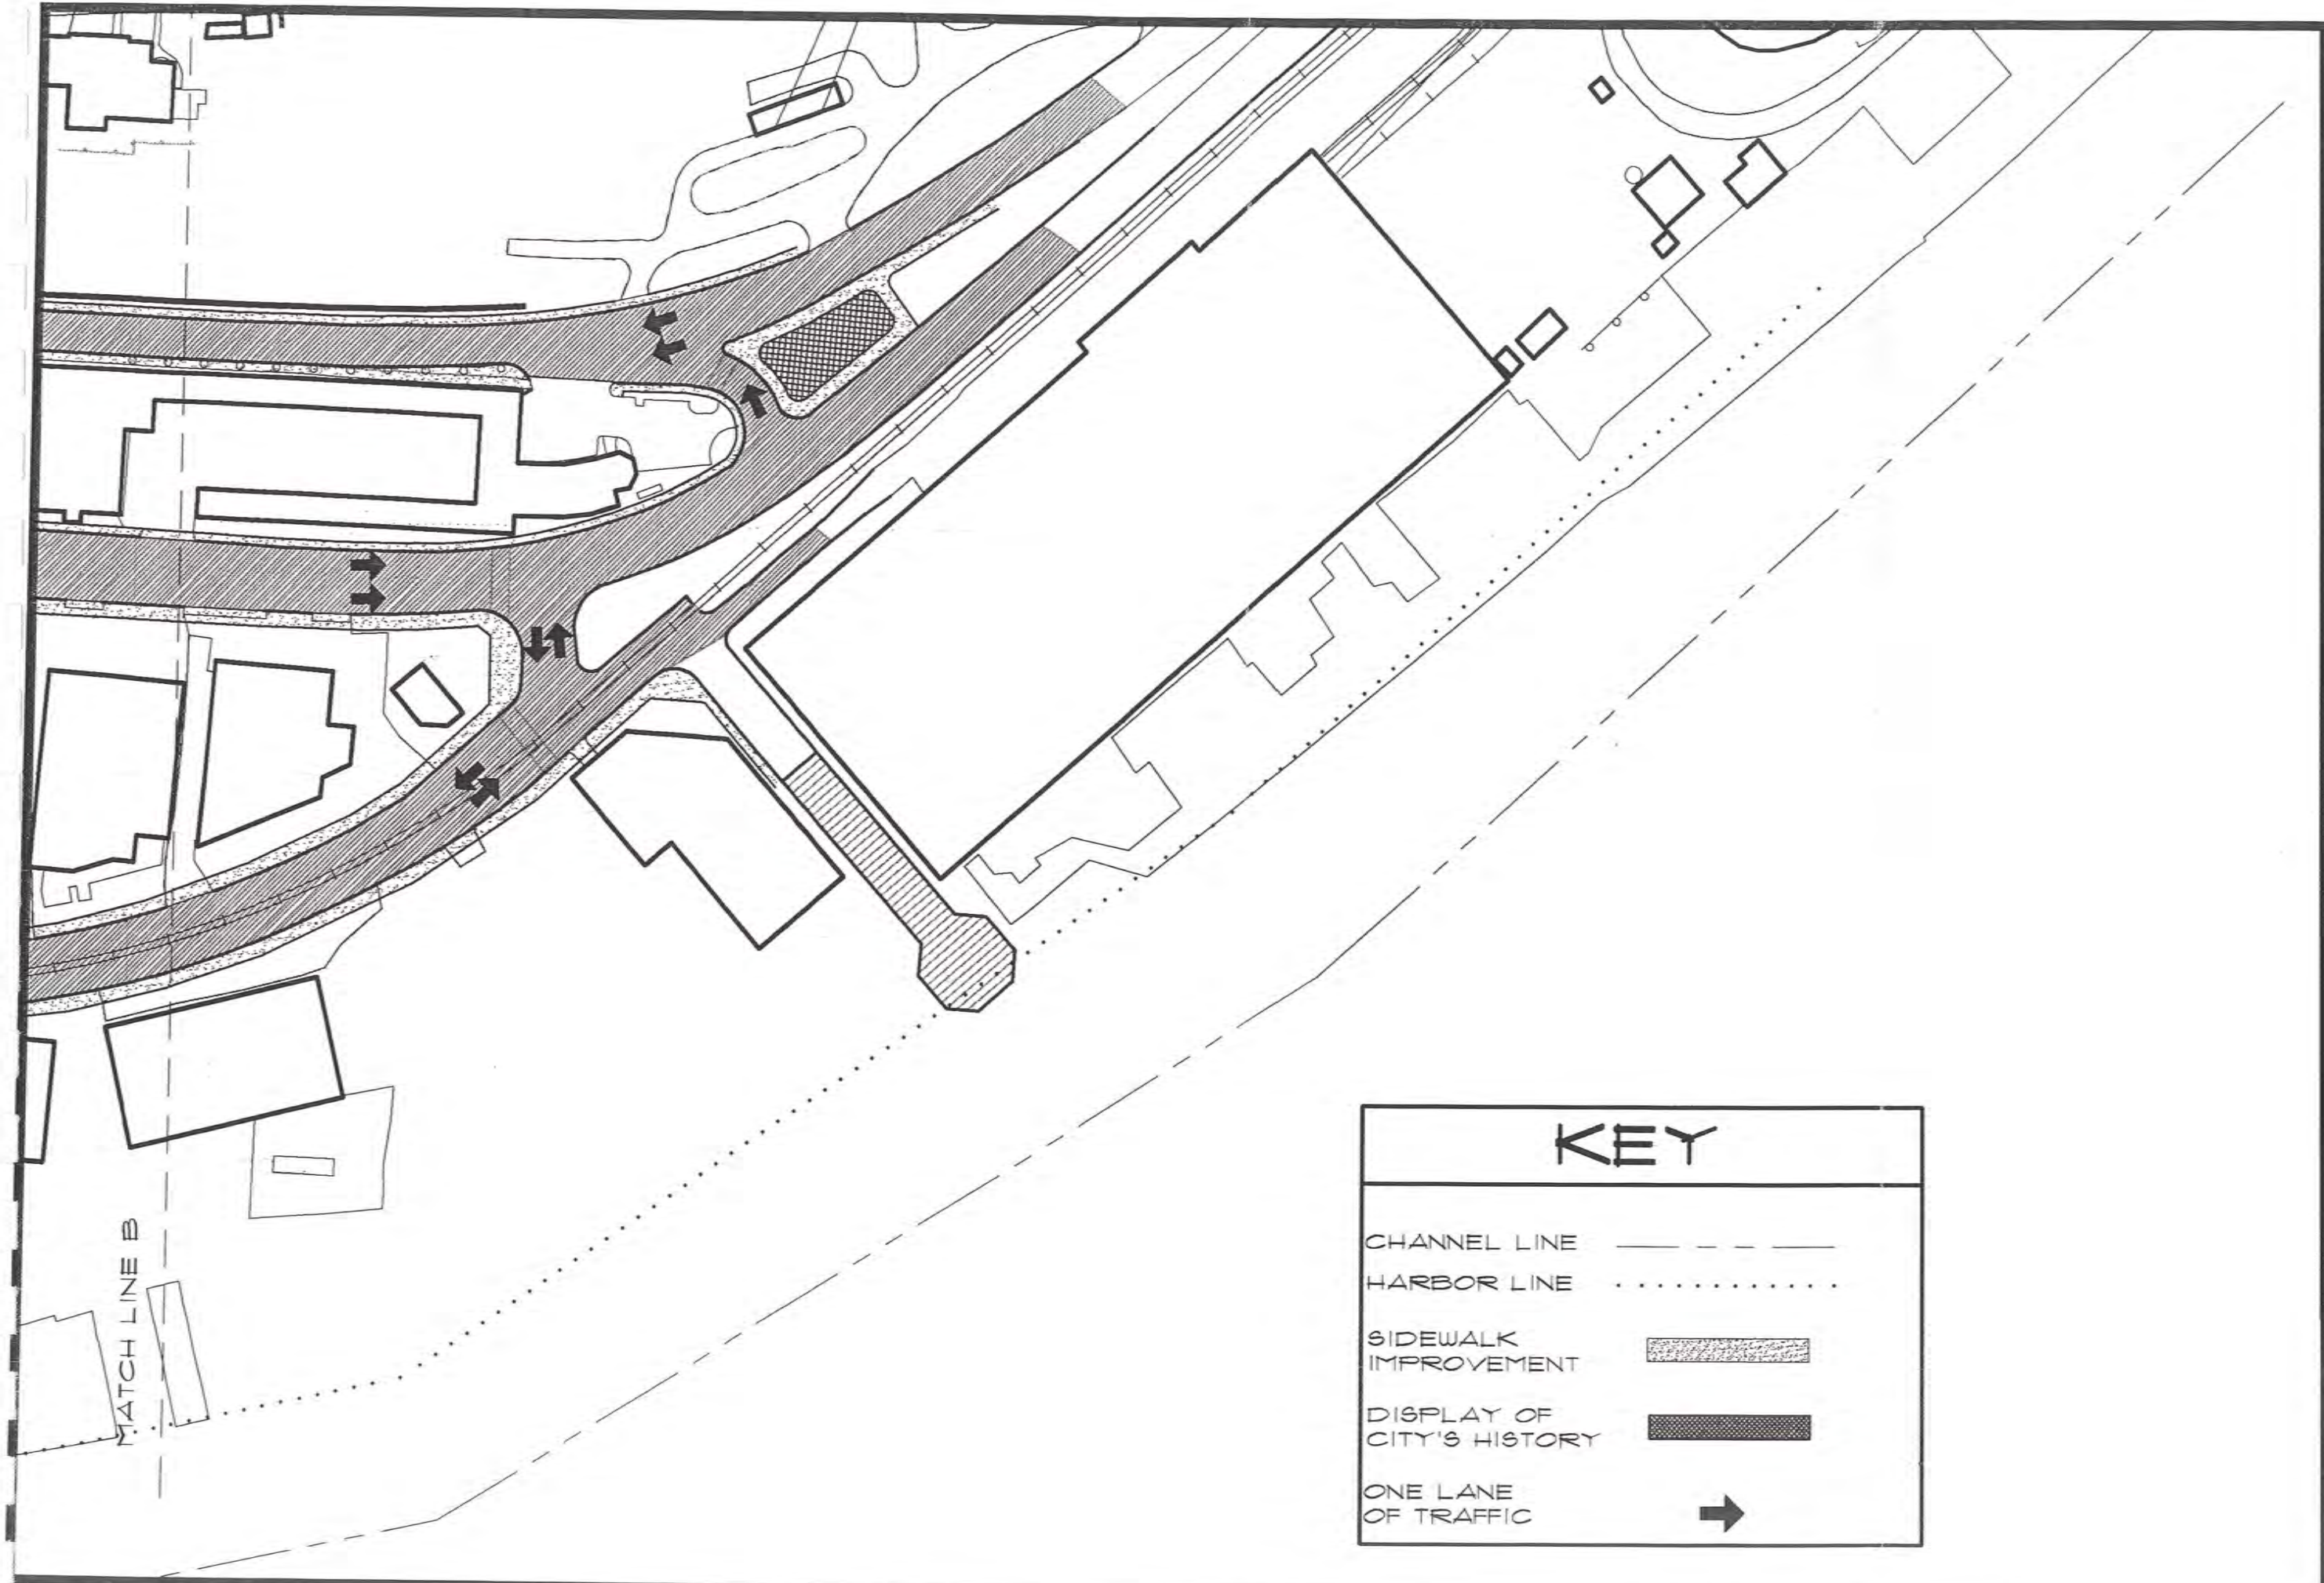 MATCH LINE B
KEY
CHANNEL LINE
HARBOR LINE
SIDEWALK
IMPROVEMENT
DISPLAY OF
CITY'S HISTORY
ONE LANE
OF TRAFFIC